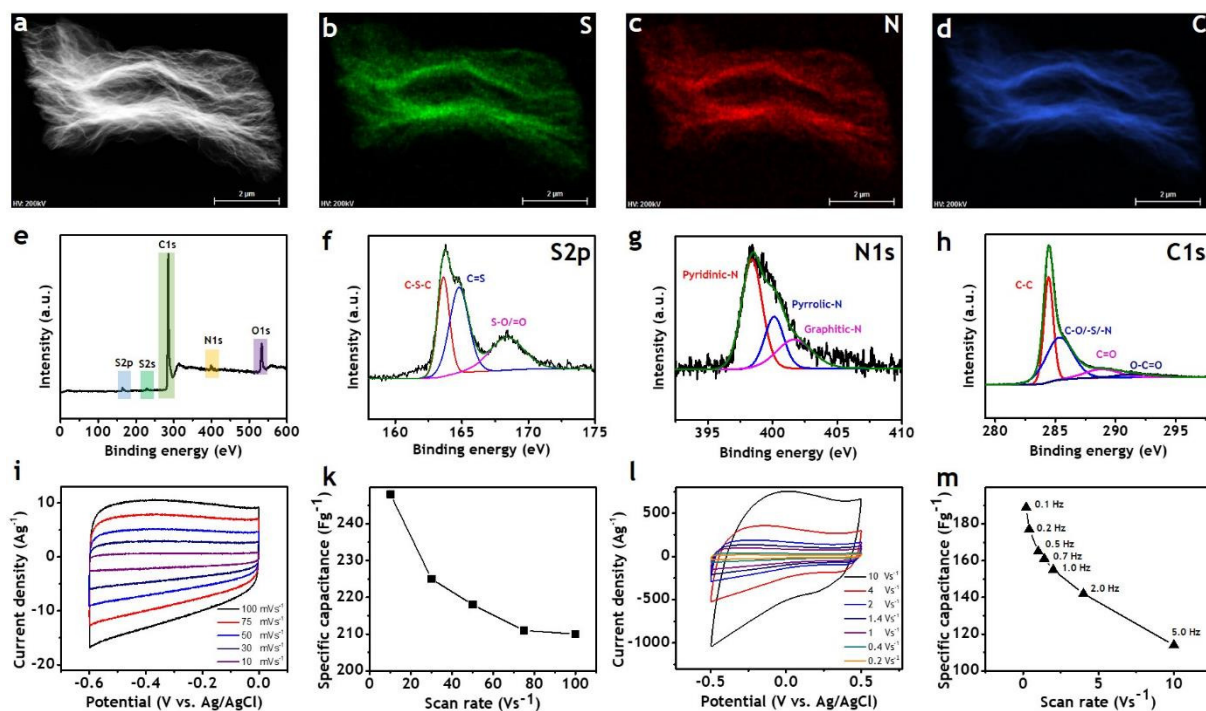 a
HV: 200kV
2 µm
b
S
HV: 200kV
2 µm
c
N
HV: 200kV
2 µm
d
C
HV: 200kV
2 µm
e
C1s
S2p
S2s
N1s
O1s
Intensity (a.u.)
0 100 200 300 400 500 600
Binding energy (eV)
f
S2p
C-S-C
C=S
S-O/=O
Intensity (a.u.)
160 165 170 175
Binding energy (eV)
g
N1s
Pyridinic-N
Pyrrolic-N
Graphitic-N
Intensity (a.u.)
395 400 405 410
Binding energy (eV)
h
C1s
C-C
C-O/-S/-N
C=O
O-C=O
Intensity (a.u.)
280 285 290 295
Binding energy (eV)
i
Current density (Ag⁻¹)
10
0
-10
-20
100 mVs⁻¹
75 mVs⁻¹
50 mVs⁻¹
30 mVs⁻¹
10 mVs⁻¹
-0.6 -0.4 -0.2 0.0
Potential (V vs. Ag/AgCl)
k
Specific capacitance (Fg⁻¹)
240
230
220
210
200
0 20 40 60 80 100
Scan rate (Vs⁻¹)
l
Current density (Ag⁻¹)
500
0
-500
-1000
10 Vs⁻¹
4 Vs⁻¹
2 Vs⁻¹
1.4 Vs⁻¹
1 Vs⁻¹
0.4 Vs⁻¹
0.2 Vs⁻¹
-0.5 0.0 0.5
Potential (V vs. Ag/AgCl)
m
Specific capacitance (Fg⁻¹)
180
160
140
120
100
0.1 Hz
0.2 Hz
0.5 Hz
0.7 Hz
1.0 Hz
2.0 Hz
5.0 Hz
0 5 10
Scan rate (Vs⁻¹)